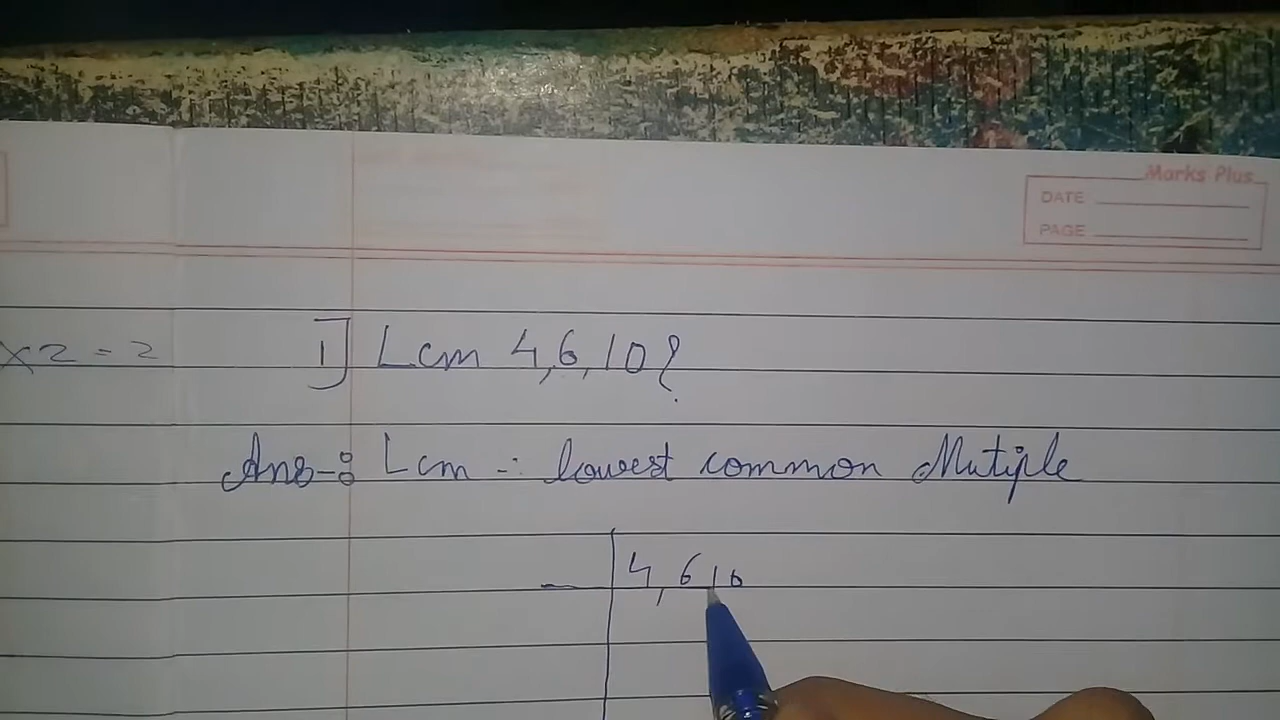 Marks Plus
DATE
PAGE
x2 = 2
1] Lcm 4,6,10?
Ans-: Lcm -: lowest common Mutiple
4, 6 10